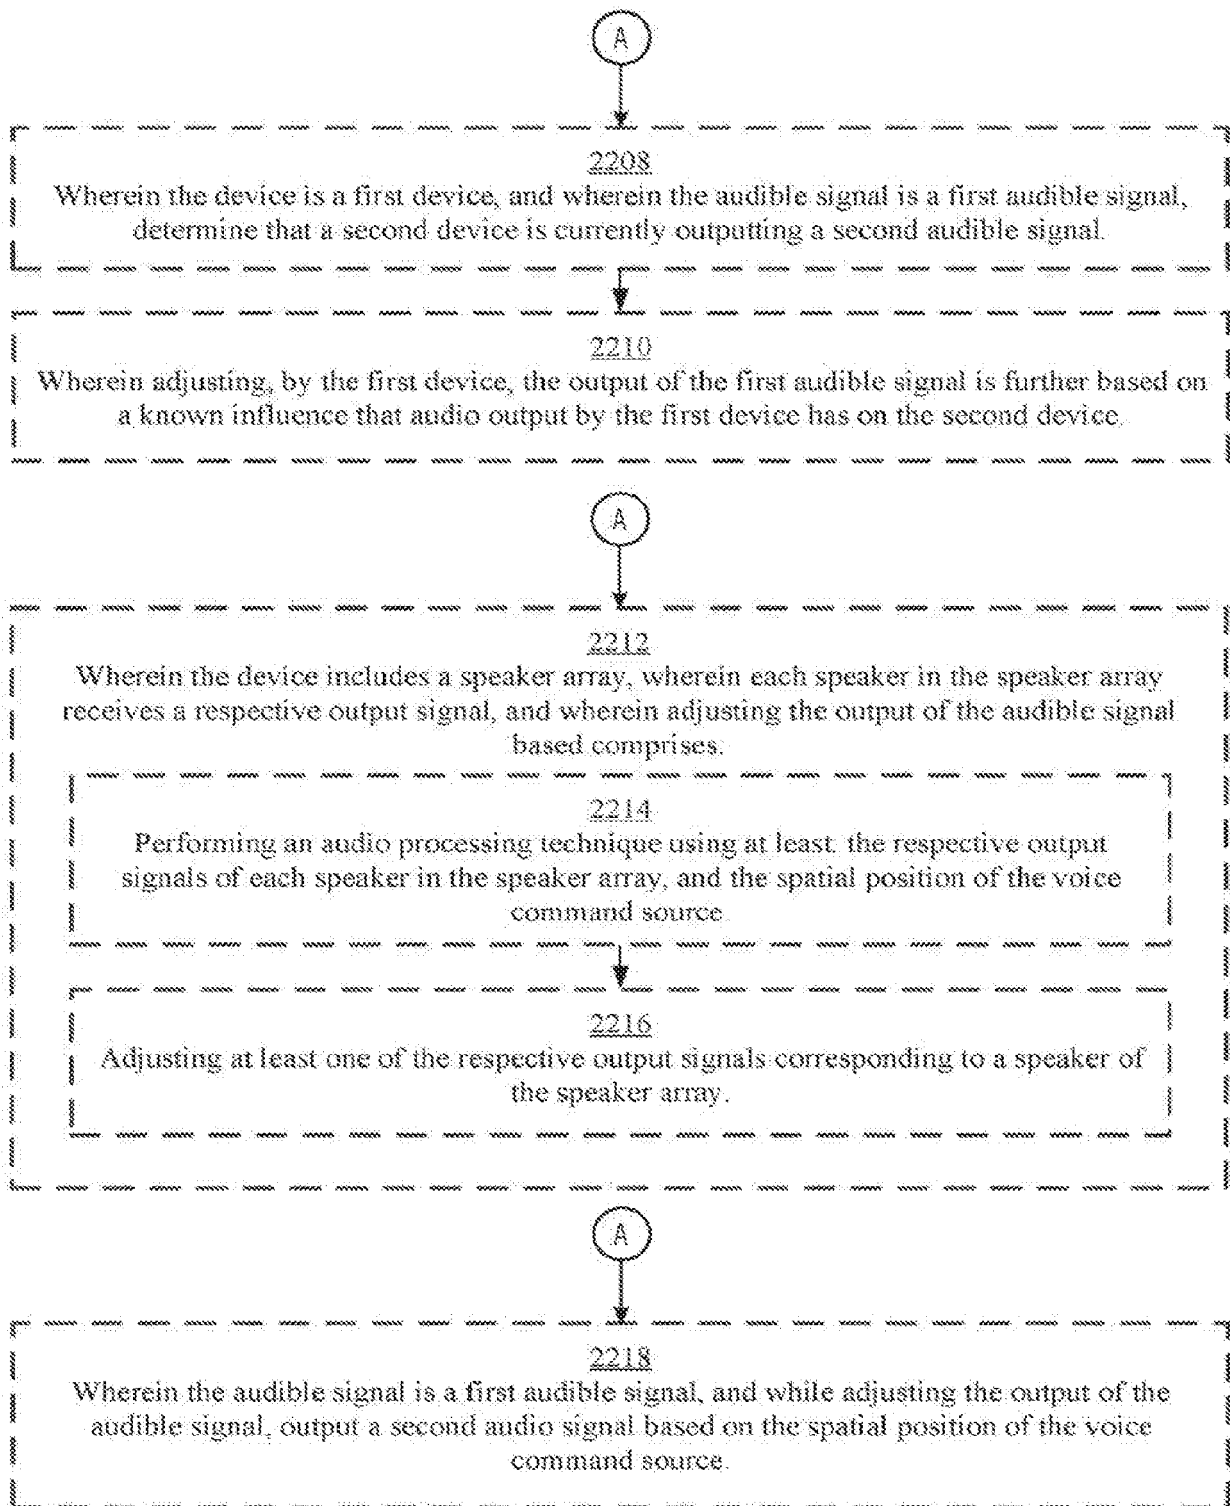 A
2208
Wherein the device is a first device, and wherein the audible signal is a first audible signal,
determine that a second device is currently outputting a second audible signal.
2210
Wherein adjusting, by the first device, the output of the first audible signal is further based on
a known influence that audio output by the first device has on the second device.
A
2212
Wherein the device includes a speaker array, wherein each speaker in the speaker array
receives a respective output signal, and wherein adjusting the output of the audible signal
based comprises:
2214
Performing an audio processing technique using at least: the respective output
signals of each speaker in the speaker array, and the spatial position of the voice
command source.
2216
Adjusting at least one of the respective output signals corresponding to a speaker of
the speaker array.
A
2218
Wherein the audible signal is a first audible signal, and while adjusting the output of the
audible signal, output a second audio signal based on the spatial position of the voice
command source.